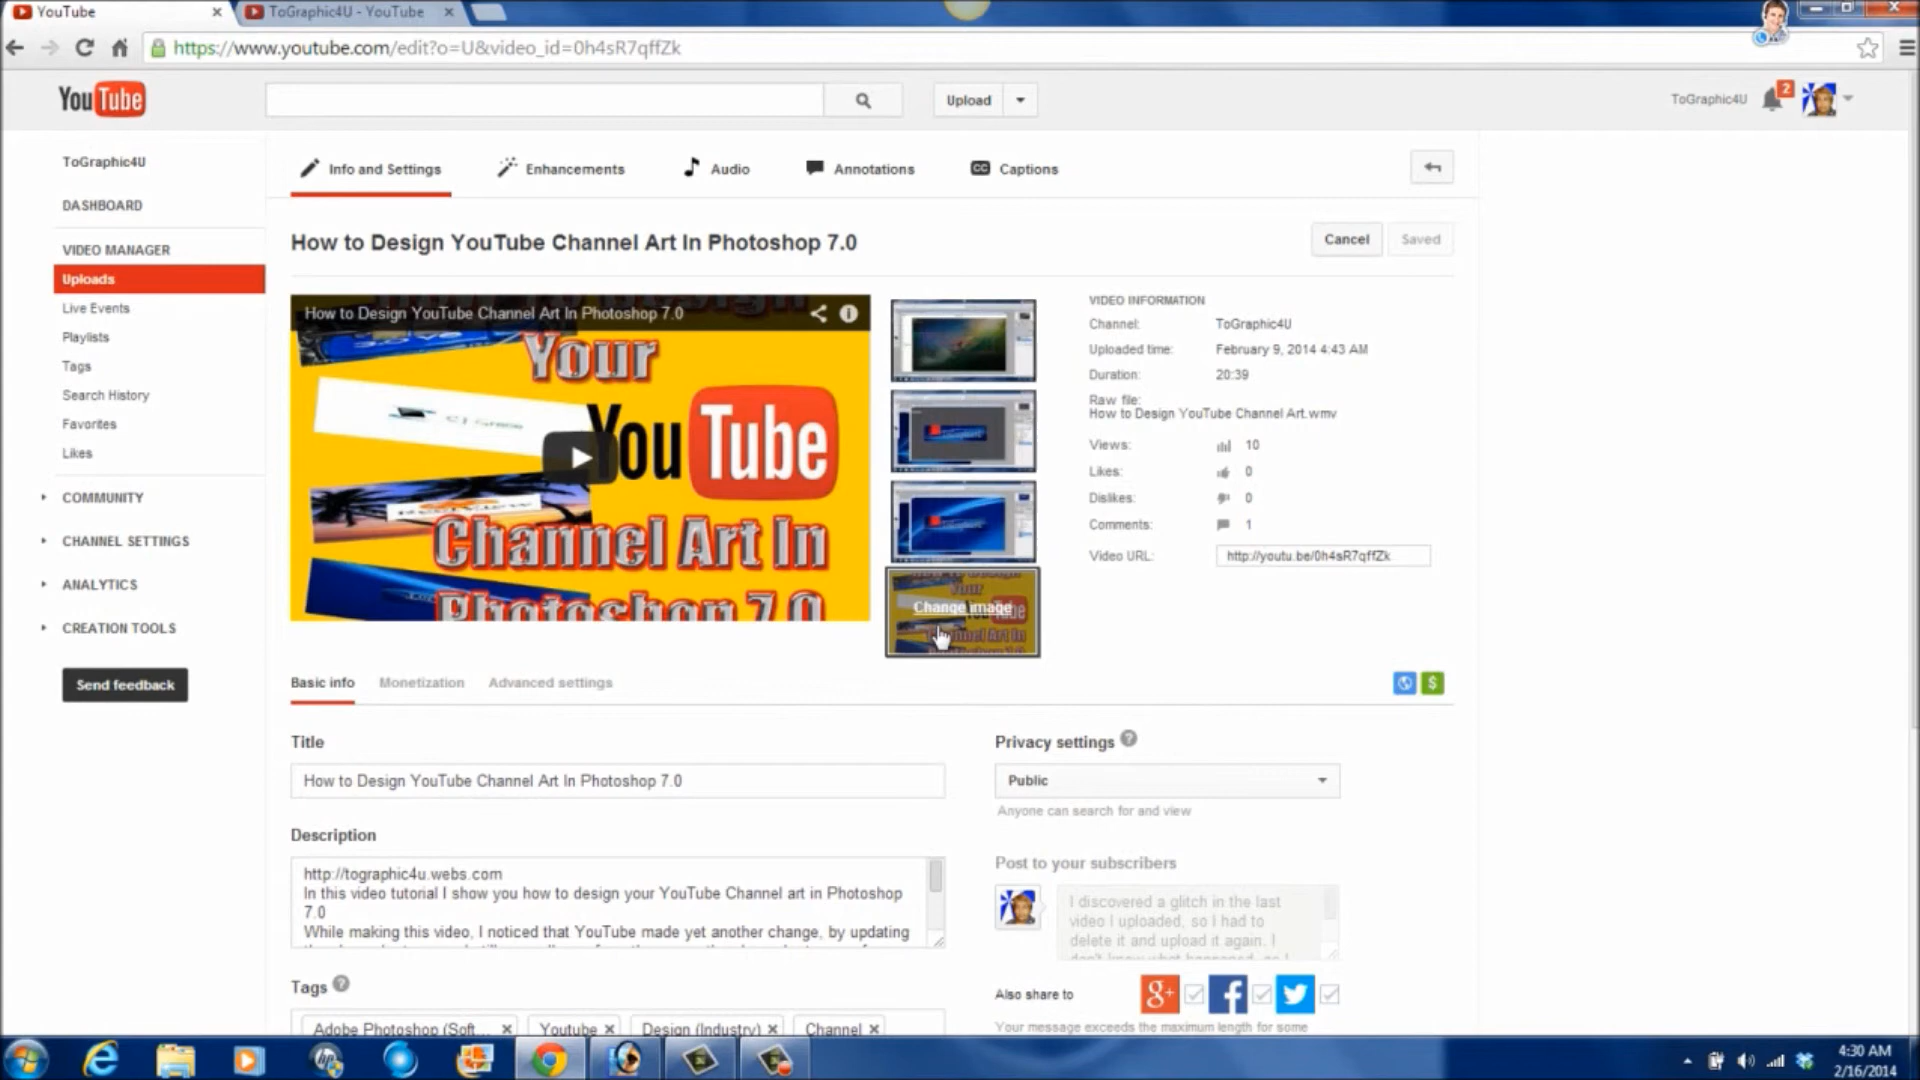 YouTube
ToGraphic4U - YouTube
https://www.youtube.com/edit?o=U&video_id=0h4sR7qffZk
YouTube
Upload
ToGraphic4U
2
ToGraphic4U
DASHBOARD
VIDEO MANAGER
Uploads
Live Events
Playlists
Tags
Search History
Favorites
Likes
COMMUNITY
CHANNEL SETTINGS
ANALYTICS
CREATION TOOLS
Send feedback
Info and Settings
Enhancements
Audio
Annotations
CC
Captions
How to Design YouTube Channel Art In Photoshop 7.0
Cancel
Saved
How to Design YouTube Channel Art In Photoshop 7.0
Your
YouTube
Channel Art In
Photoshop 7.0
Change image
VIDEO INFORMATION
Channel: ToGraphic4U
Uploaded time: February 9, 2014 4:43 AM
Duration: 20:39
Raw file:
How to Design YouTube Channel Art.wmv
Views: 10
Likes: 0
Dislikes: 0
Comments: 1
Video URL: http://youtu.be/0h4sR7qffZk
Basic info
Monetization
Advanced settings
$
Title
How to Design YouTube Channel Art In Photoshop 7.0
Description
http://tographic4u.webs.com
In this video tutorial I show you how to design your YouTube Channel art in Photoshop
7.0
While making this video, I noticed that YouTube made yet another change, by updating
Tags ?
Adobe Photoshop (Soft... ×
Youtube ×
Design (Industry) ×
Channel ×
Privacy settings ?
Public
Anyone can search for and view
Post to your subscribers
I discovered a glitch in the last
video I uploaded, so I had to
delete it and upload it again. I
don't know what happened, so I
Also share to
g+
f
Your message exceeds the maximum length for some
hp
4:30 AM
2/16/2014